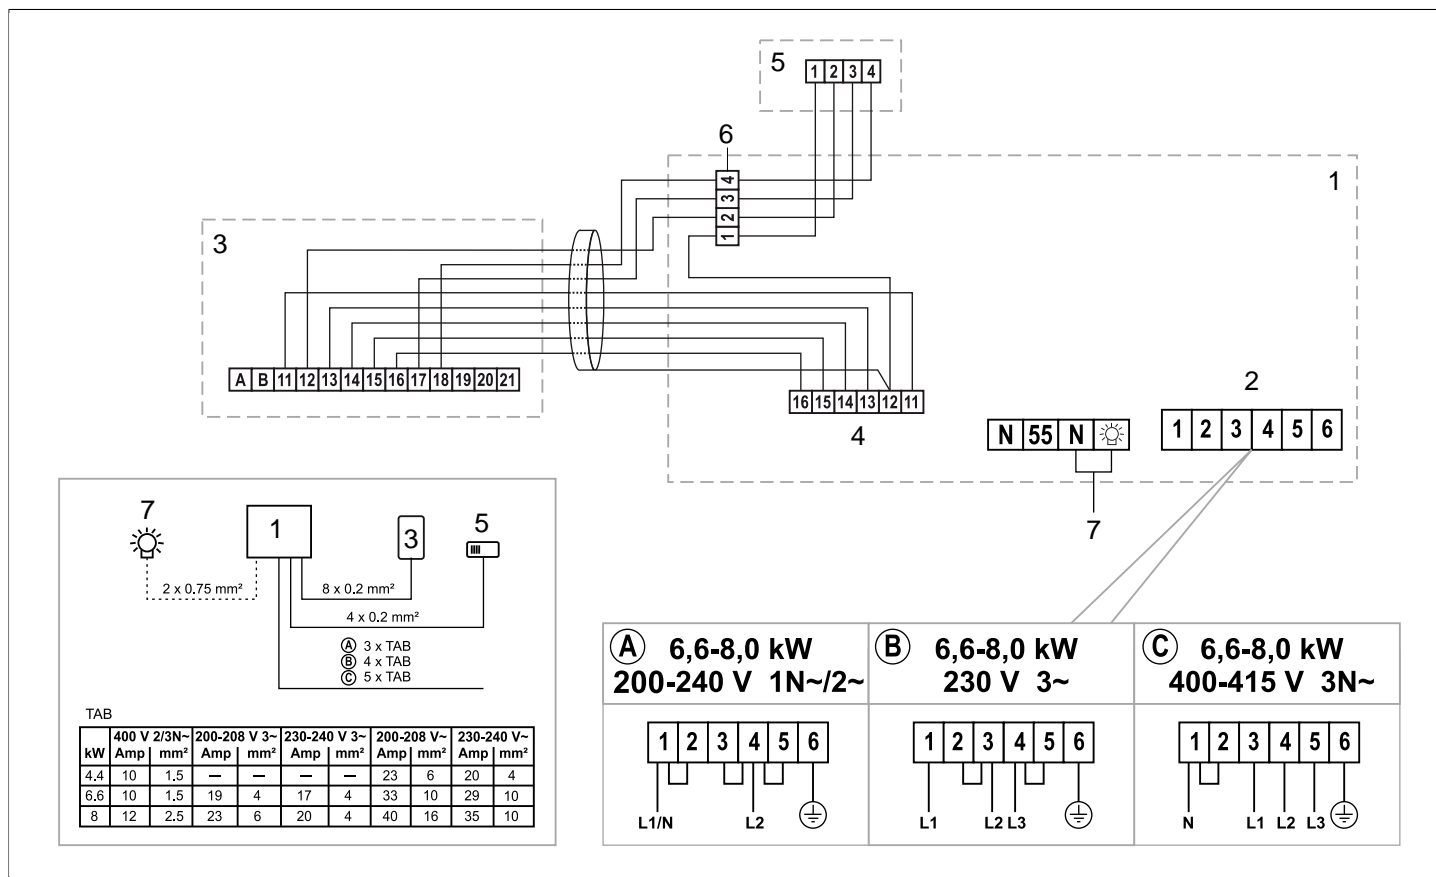 5
1 2 3 4
6
4
3
2
1
1
3
A B 11 12 13 14 15 16 17 18 19 20 21
16 15 14 13 12 11
4
2
N 55 N
1 2 3 4 5 6
7
7
1
3
5
2 x 0.75 mm²
8 x 0.2 mm²
4 x 0.2 mm²
A 3 x TAB
B 4 x TAB
C 5 x TAB
TAB
kW 400 V 2/3N~ 200-208 V 3~ 230-240 V 3~ 200-208 V~ 230-240 V~
Amp mm² Amp mm² Amp mm² Amp mm² Amp mm²
4.4 10 1.5 — — — — 23 6 20 4
6.6 10 1.5 19 4 17 4 33 10 29 10
8 12 2.5 23 6 20 4 40 16 35 10
A 6,6-8,0 kW
200-240 V 1N~/2~
1 2 3 4 5 6
L1/N L2
B 6,6-8,0 kW
230 V 3~
1 2 3 4 5 6
L1 L2 L3
C 6,6-8,0 kW
400-415 V 3N~
1 2 3 4 5 6
N L1 L2 L3